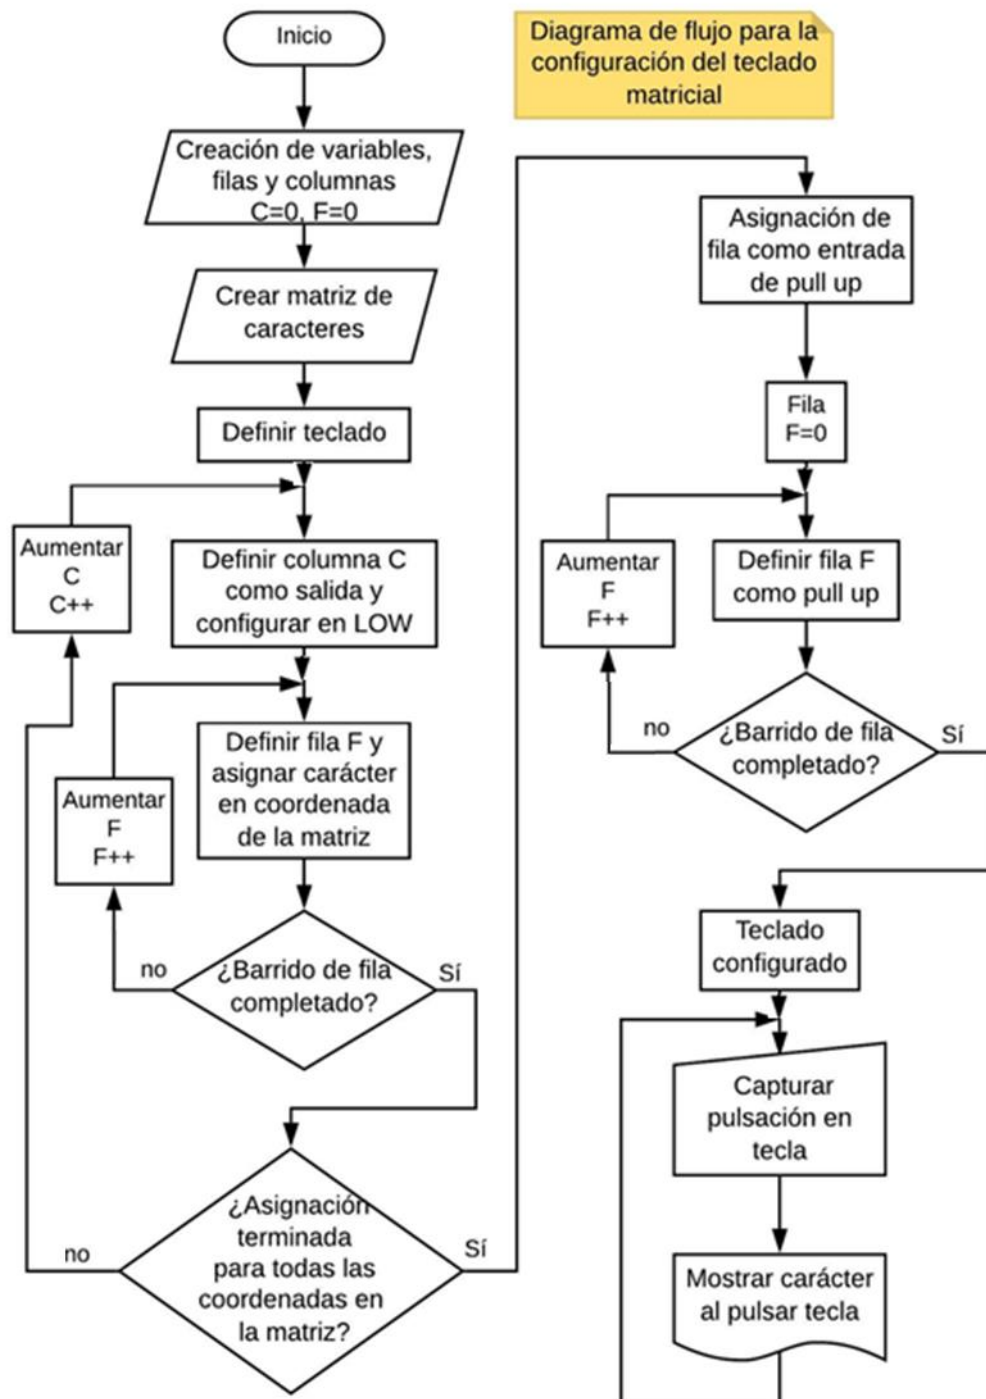 Inicio
Diagrama de flujo para la
configuración del teclado
matricial
Creación de variables,
filas y columnas
C=0, F=0
Crear matriz de
caracteres
Definir teclado
Aumentar
C
C++
Definir columna C
como salida y
configurar en LOW
Aumentar
F
F++
Definir fila F y
asignar carácter
en coordenada
de la matriz
no
¿Barrido de fila
completado?
Sí
no
¿Asignación
terminada
para todas las
coordenadas en
la matriz?
Sí
Asignación de
fila como entrada
de pull up
Fila
F=0
Aumentar
F
F++
Definir fila F
como pull up
no
¿Barrido de fila
completado?
Sí
Teclado
configurado
Capturar
pulsación en
tecla
Mostrar carácter
al pulsar tecla